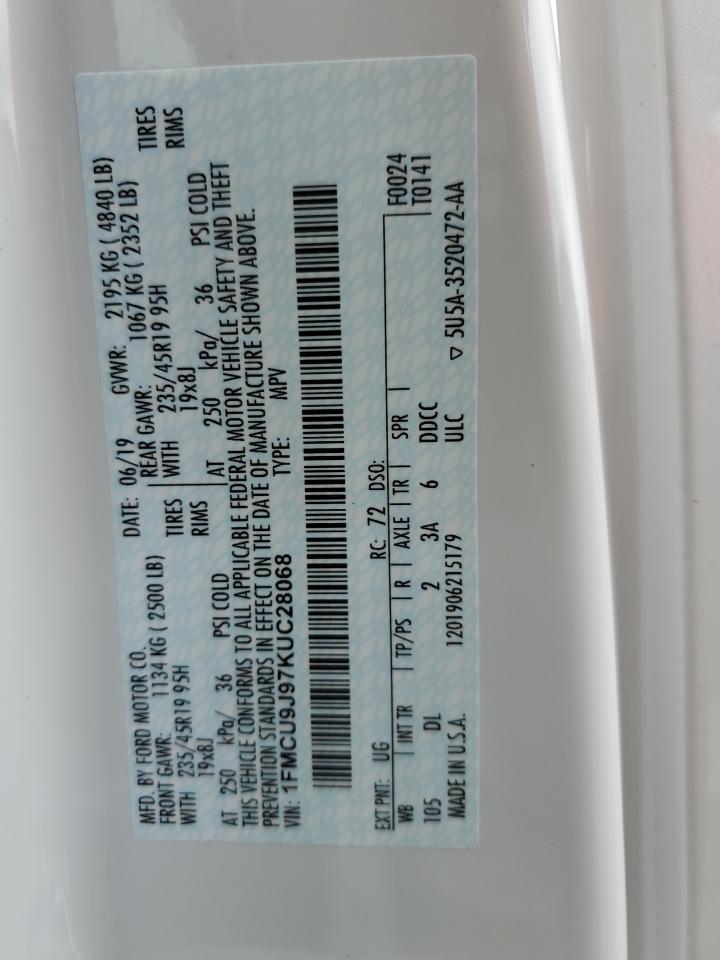 MFD. BY FORD MOTOR CO.
DATE: 06/19 GVWR: 2195 KG ( 4840 LB)
FRONT GAWR: 1134 KG ( 2500 LB)
REAR GAWR: 1067 KG ( 2352 LB)
WITH 235/45R19 95H TIRES
WITH 235/45R19 95H TIRES
19x8J RIMS
19x8J RIMS
AT 250 kPa/ 36 PSI COLD
AT 250 kPa/ 36 PSI COLD
THIS VEHICLE CONFORMS TO ALL APPLICABLE FEDERAL MOTOR VEHICLE SAFETY AND THEFT
PREVENTION STANDARDS IN EFFECT ON THE DATE OF MANUFACTURE SHOWN ABOVE.
VIN: 1FMCU9J97KUC28068 TYPE: MPV
EXT PNT: UG RC: 72 DSO:
WB INT TR TP/PS R AXLE TR SPR F0024
105 DL 2 3A 6 DDCC T0141
MADE IN U.S.A. 1201906215179 ULC ▽ 5U5A-3520472-AA